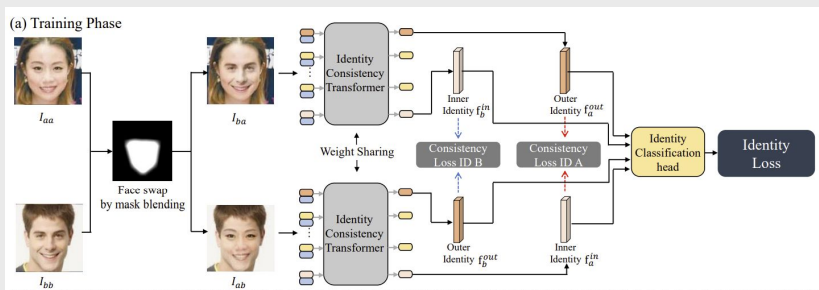 (a) Training Phase
I_aa
I_ba
Face swap
by mask blending
I_bb
I_ab
Identity
Consistency
Transformer
Weight Sharing
Identity
Consistency
Transformer
Inner
Identity f_b^in
Outer
Identity f_a^out
Consistency
Loss ID B
Consistency
Loss ID A
Outer
Identity f_b^out
Inner
Identity f_a^in
Identity
Classification
head
Identity
Loss